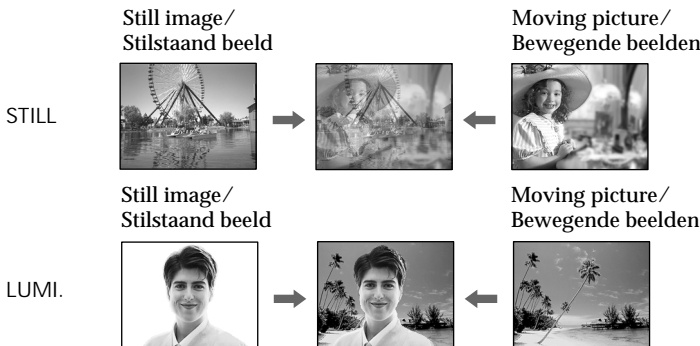 Still image/
Stilstaand beeld
Moving picture/
Bewegende beelden
STILL
Still image/
Stilstaand beeld
Moving picture/
Bewegende beelden
LUMI.